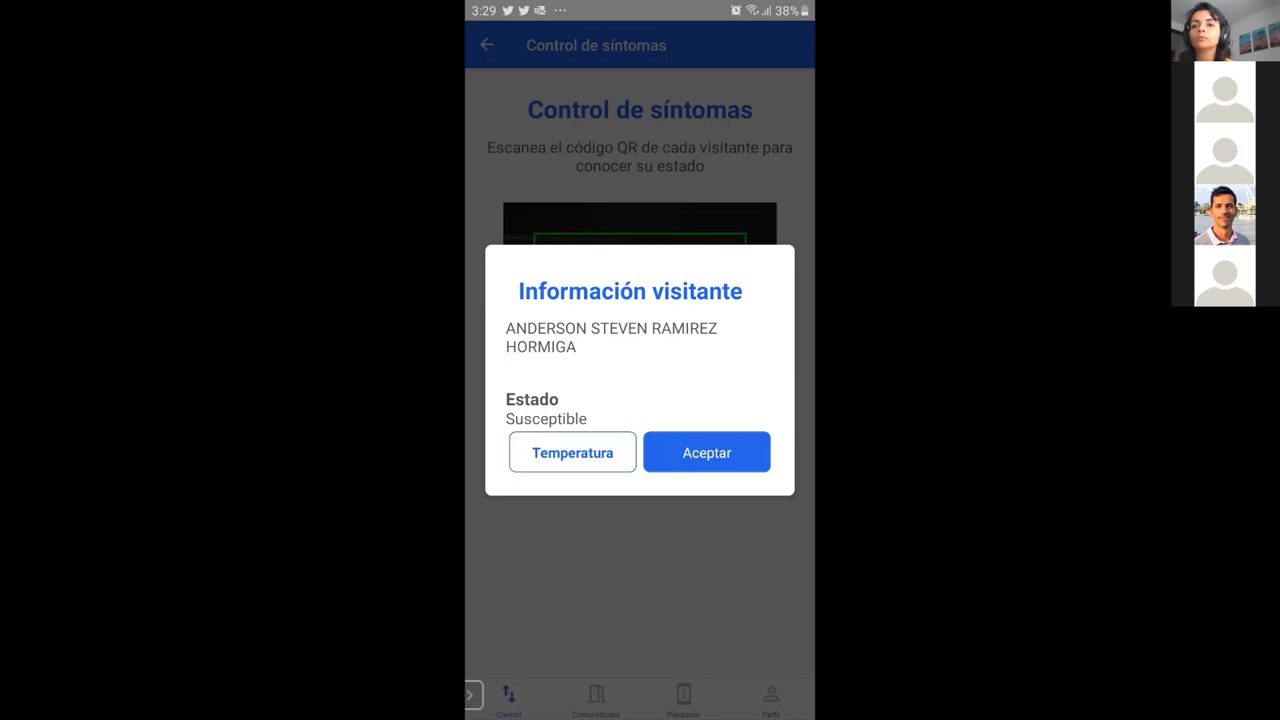 3:29
38%
Control de síntomas
Control de síntomas
Escanea el código QR de cada visitante para
conocer su estado
Información visitante
ANDERSON STEVEN RAMIREZ
HORMIGA
Estado
Susceptible
Temperatura
Aceptar
Control
Comunidades
Préstamo
Perfil